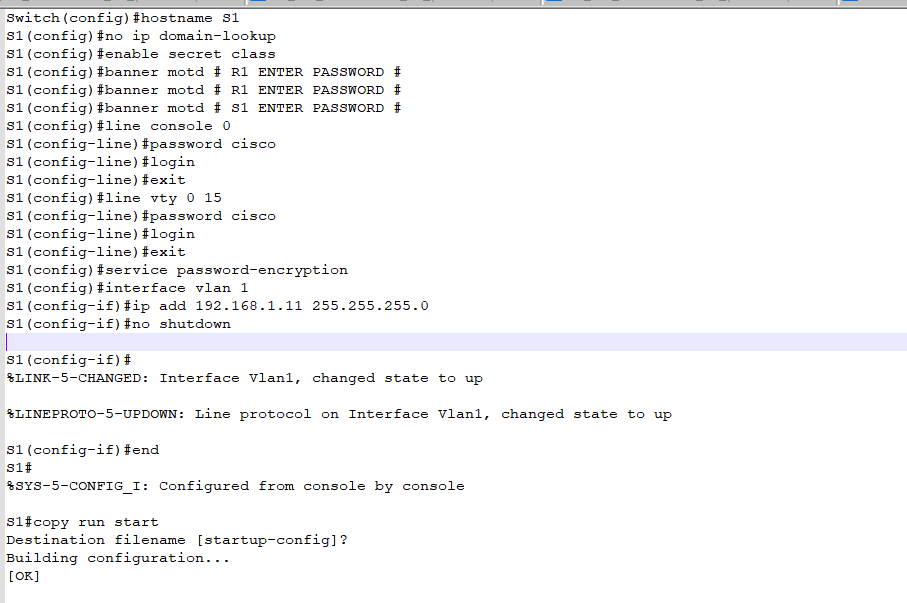 Switch(config)#hostname S1
S1(config)#no ip domain-lookup
S1(config)#enable secret class
S1(config)#banner motd # R1 ENTER PASSWORD #
S1(config)#banner motd # R1 ENTER PASSWORD #
S1(config)#banner motd # S1 ENTER PASSWORD #
S1(config)#line console 0
S1(config-line)#password cisco
S1(config-line)#login
S1(config-line)#exit
S1(config)#line vty 0 15
S1(config-line)#password cisco
S1(config-line)#login
S1(config-line)#exit
S1(config)#service password-encryption
S1(config)#interface vlan 1
S1(config-if)#ip add 192.168.1.11 255.255.255.0
S1(config-if)#no shutdown
S1(config-if)#
%LINK-5-CHANGED: Interface Vlan1, changed state to up
%LINEPROTO-5-UPDOWN: Line protocol on Interface Vlan1, changed state to up
S1(config-if)#end
S1#
%SYS-5-CONFIG_I: Configured from console by console
S1#copy run start
Destination filename [startup-config]?
Building configuration...
[OK]